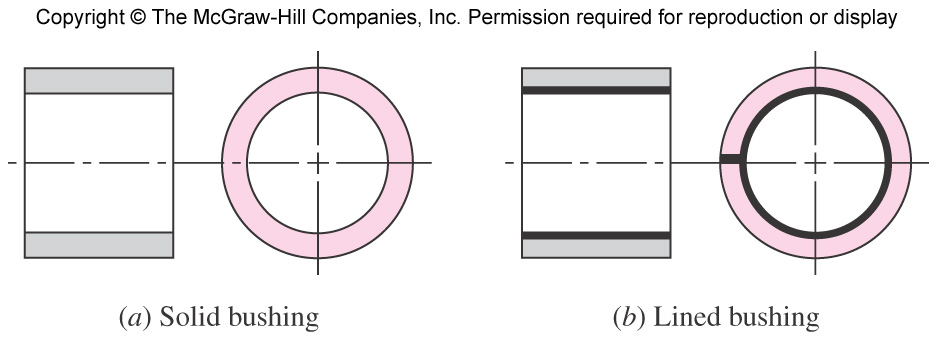 Copyright © The McGraw-Hill Companies, Inc. Permission required for reproduction or display
(a) Solid bushing
(b) Lined bushing